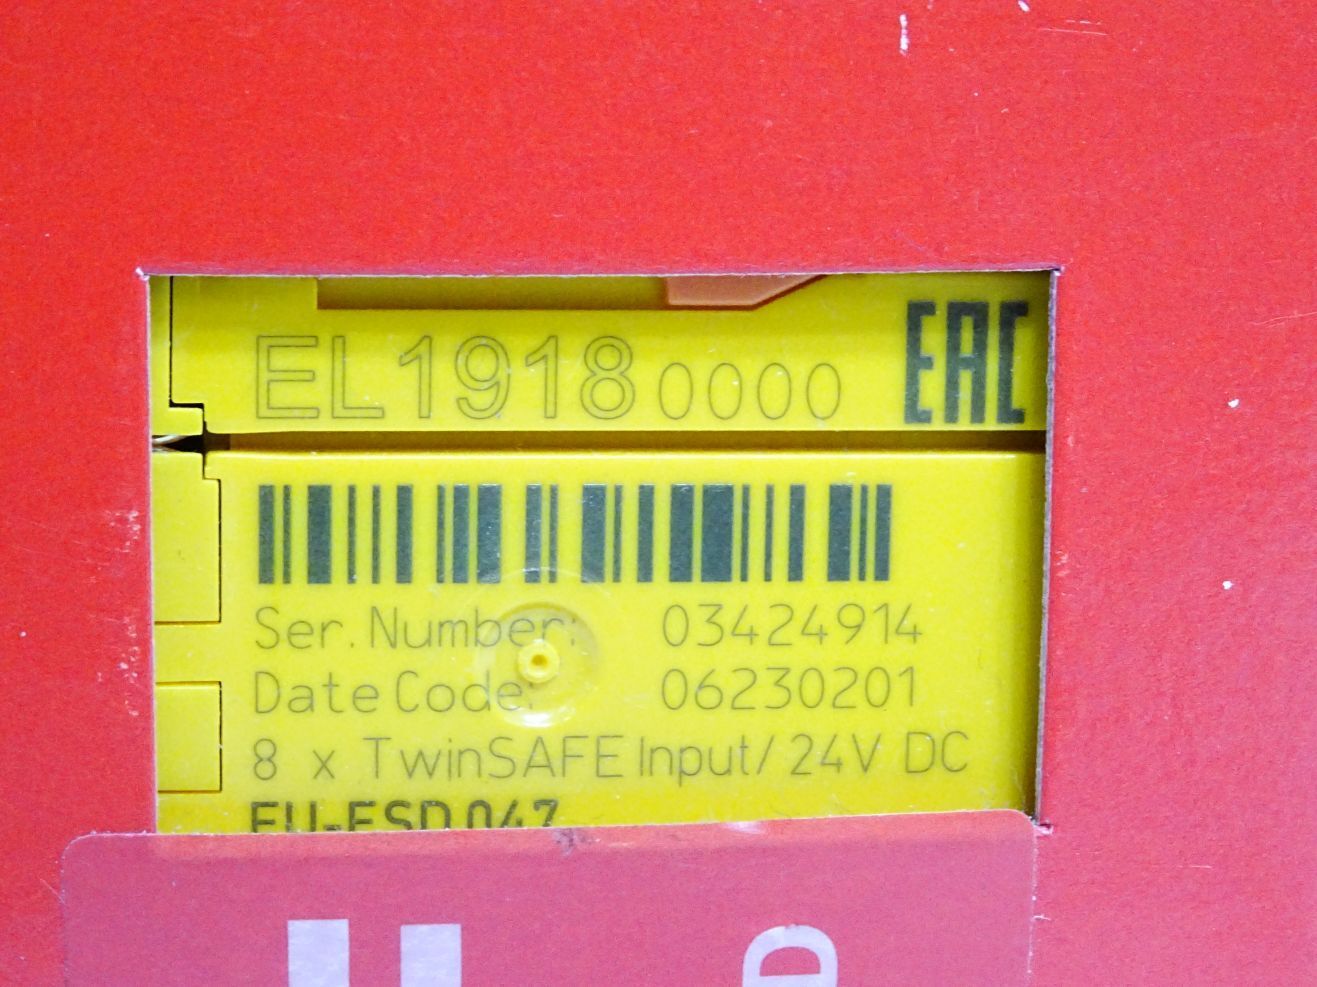 EL1918 0000 EAC
Ser. Number: 03424914
Date Code: 06230201
8 x TwinSAFE Input/ 24V DC